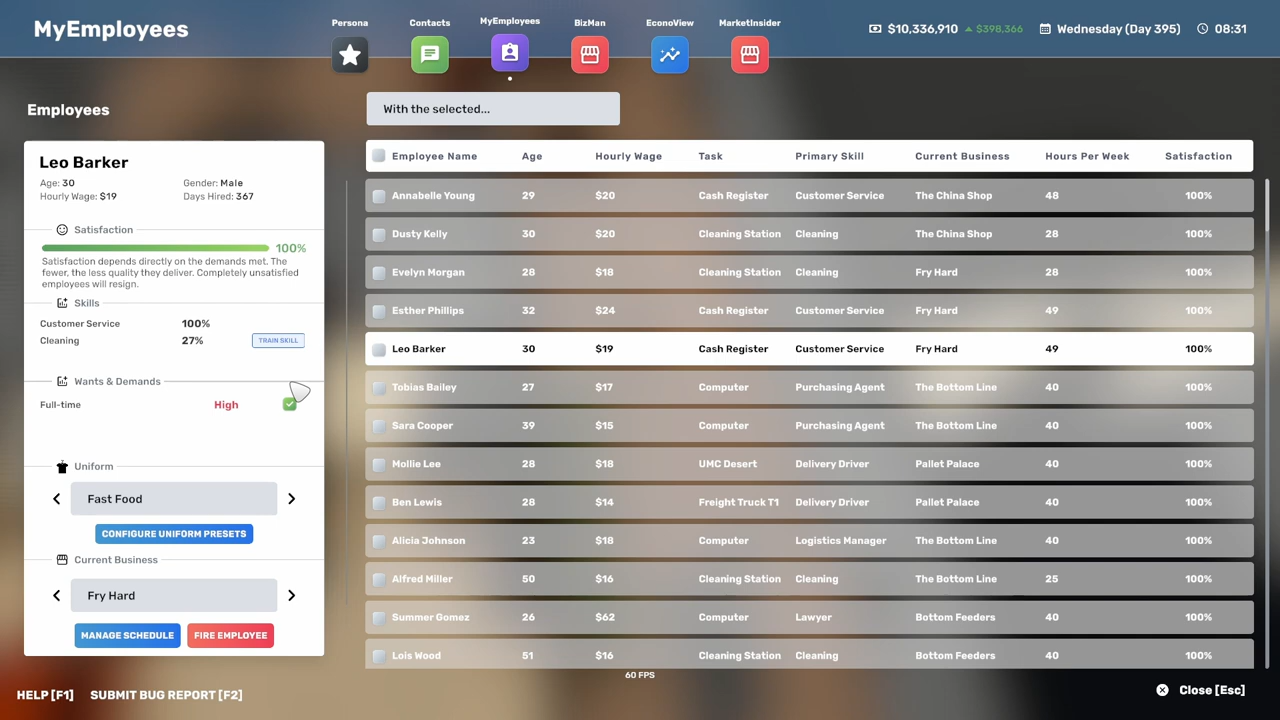 MyEmployees
Persona
Contacts
MyEmployees
BizMan
EconoView
MarketInsider
$10,336,910 $398,366 Wednesday (Day 395) 08:31
Employees
With the selected...
Leo Barker
Age: 30 Gender: Male
Hourly Wage: $19 Days Hired: 367
Satisfaction
100%
Satisfaction depends directly on the demands met. The
fewer, the less quality they deliver. Completely unsatisfied
employees will resign.
Skills
Customer Service 100%
Cleaning 27% TRAIN SKILL
Wants & Demands
Full-time High
Uniform
Fast Food
CONFIGURE UNIFORM PRESETS
Current Business
Fry Hard
MANAGE SCHEDULE FIRE EMPLOYEE
Employee Name Age Hourly Wage Task Primary Skill Current Business Hours Per Week Satisfaction
Annabelle Young 29 $20 Cash Register Customer Service The China Shop 48 100%
Dusty Kelly 30 $20 Cleaning Station Cleaning The China Shop 28 100%
Evelyn Morgan 28 $18 Cleaning Station Cleaning Fry Hard 28 100%
Esther Phillips 32 $24 Cash Register Customer Service Fry Hard 49 100%
Leo Barker 30 $19 Cash Register Customer Service Fry Hard 49 100%
Tobias Bailey 27 $17 Computer Purchasing Agent The Bottom Line 40 100%
Sara Cooper 39 $15 Computer Purchasing Agent The Bottom Line 40 100%
Mollie Lee 28 $18 UMC Desert Delivery Driver Pallet Palace 40 100%
Ben Lewis 28 $14 Freight Truck T1 Delivery Driver Pallet Palace 40 100%
Alicia Johnson 23 $18 Computer Logistics Manager The Bottom Line 40 100%
Alfred Miller 50 $16 Cleaning Station Cleaning The Bottom Line 25 100%
Summer Gomez 26 $62 Computer Lawyer Bottom Feeders 40 100%
Lois Wood 51 $16 Cleaning Station Cleaning Bottom Feeders 40 100%
60 FPS
HELP [F1] SUBMIT BUG REPORT [F2]
Close [Esc]